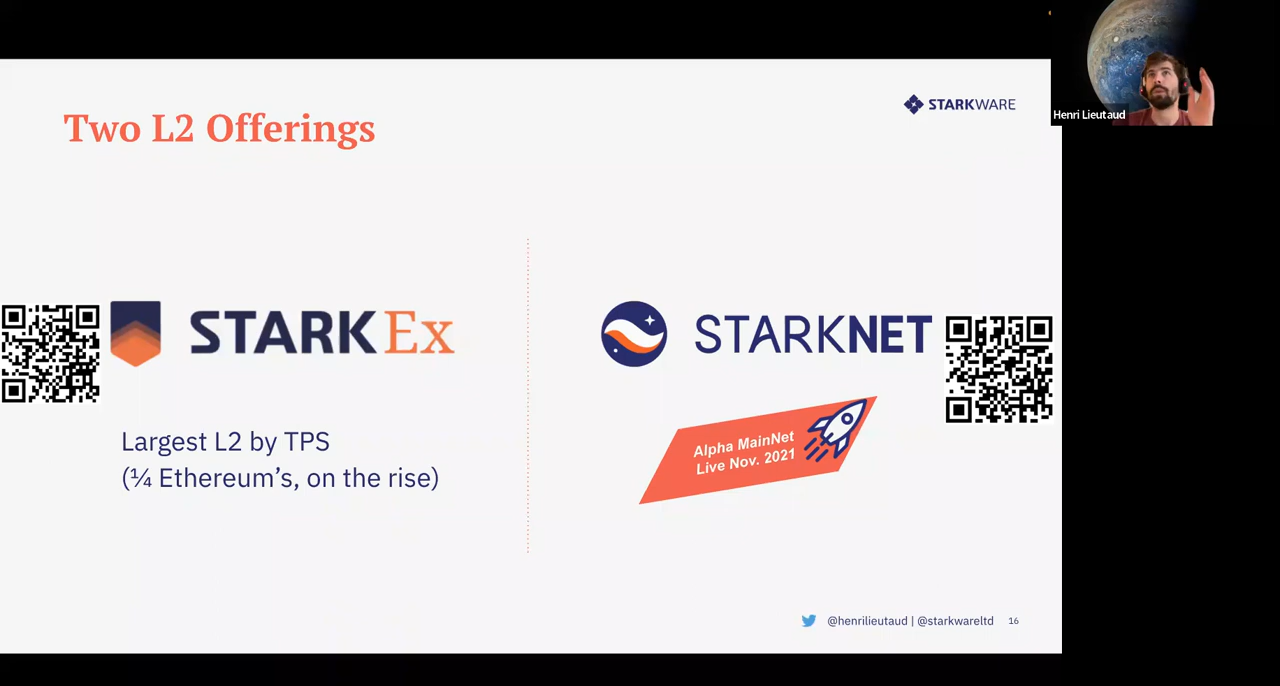 Two L2 Offerings
STARKWARE
Henri Lieutaud
STARKEx
Largest L2 by TPS
(¼ Ethereum’s, on the rise)
STARKNET
Alpha MainNet
Live Nov. 2021
@henrilieutaud | @starkwareltd 16